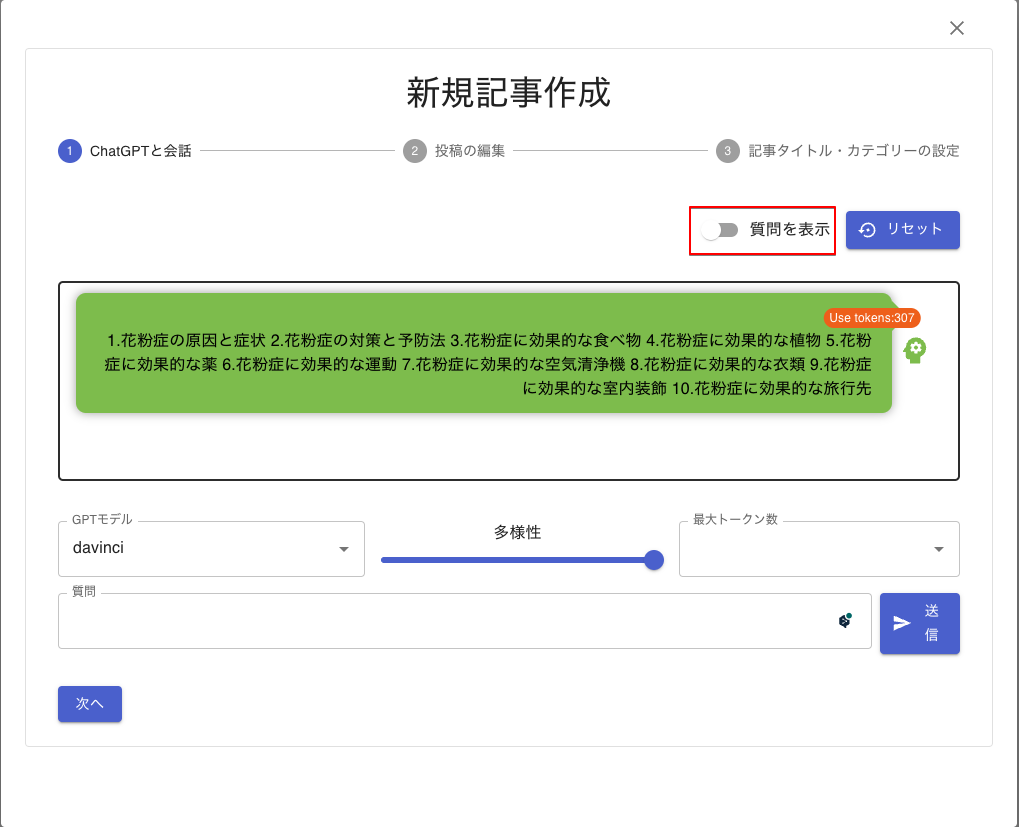 新規記事作成
1 ChatGPTと会話 2 投稿の編集 3 記事タイトル・カテゴリーの設定
質問を表示 リセット
Use tokens:307
1.花粉症の原因と症状 2.花粉症の対策と予防法 3.花粉症に効果的な食べ物 4.花粉症に効果的な植物 5.花粉
症に効果的な薬 6.花粉症に効果的な運動 7.花粉症に効果的な空気清浄機 8.花粉症に効果的な衣類 9.花粉症
に効果的な室内装飾 10.花粉症に効果的な旅行先
GPTモデル
davinci
多様性
最大トークン数
質問
送
信
次へ